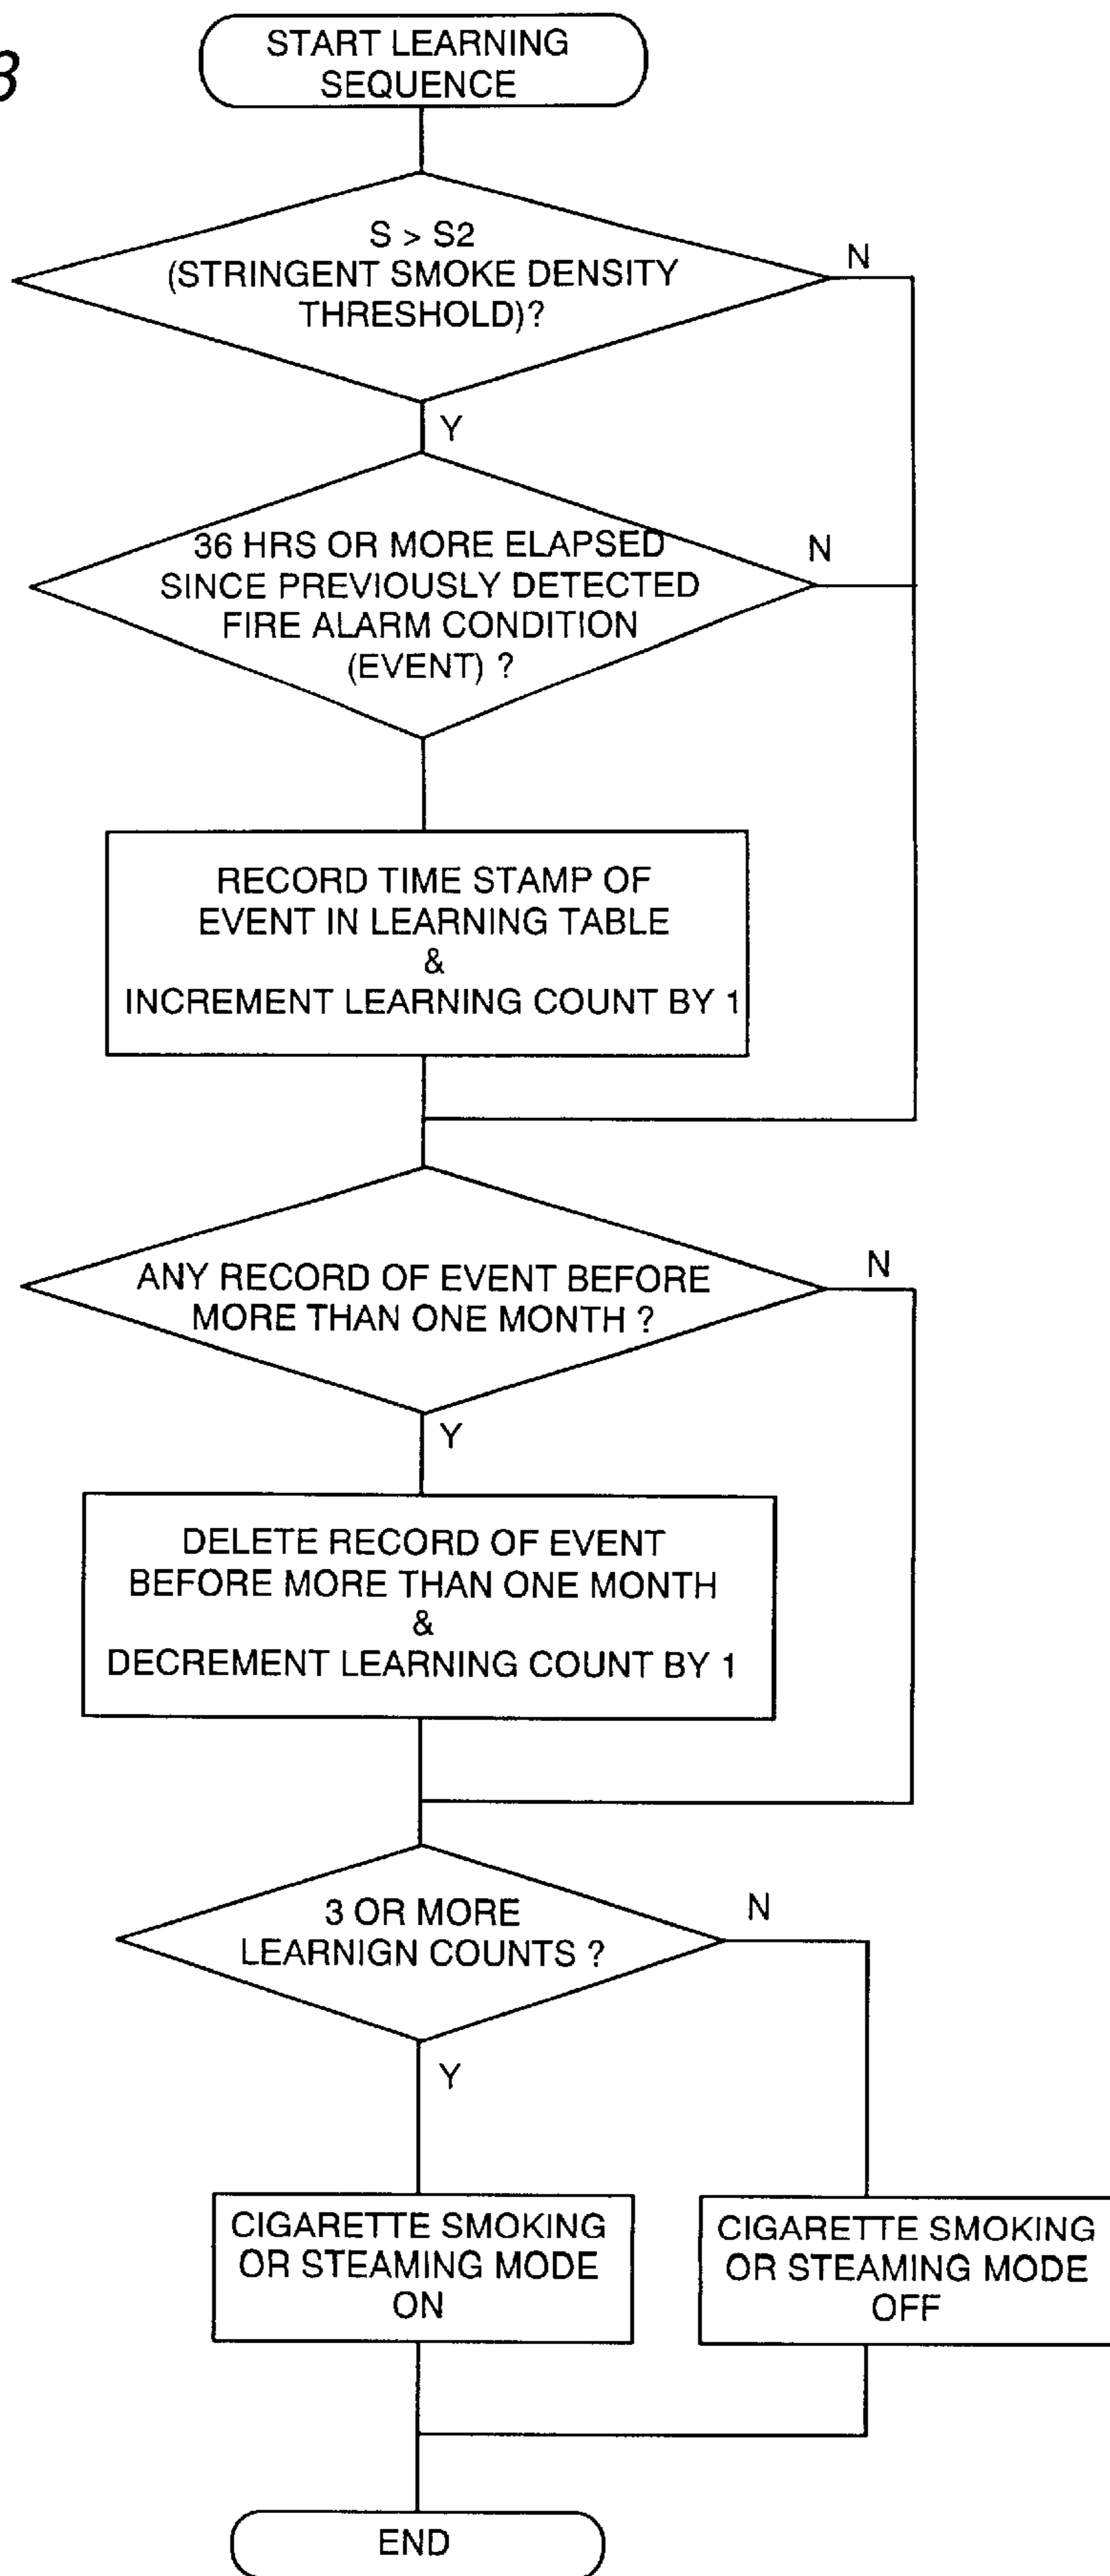 3
START LEARNING
SEQUENCE
S > S2
(STRINGENT SMOKE DENSITY
THRESHOLD)?
N
Y
36 HRS OR MORE ELAPSED
SINCE PREVIOUSLY DETECTED
FIRE ALARM CONDITION
(EVENT) ?
N
RECORD TIME STAMP OF
EVENT IN LEARNING TABLE
&
INCREMENT LEARNING COUNT BY 1
ANY RECORD OF EVENT BEFORE
MORE THAN ONE MONTH ?
N
Y
DELETE RECORD OF EVENT
BEFORE MORE THAN ONE MONTH
&
DECREMENT LEARNING COUNT BY 1
3 OR MORE
LEARNIGN COUNTS ?
N
Y
CIGARETTE SMOKING
OR STEAMING MODE
ON
CIGARETTE SMOKING
OR STEAMING MODE
OFF
END